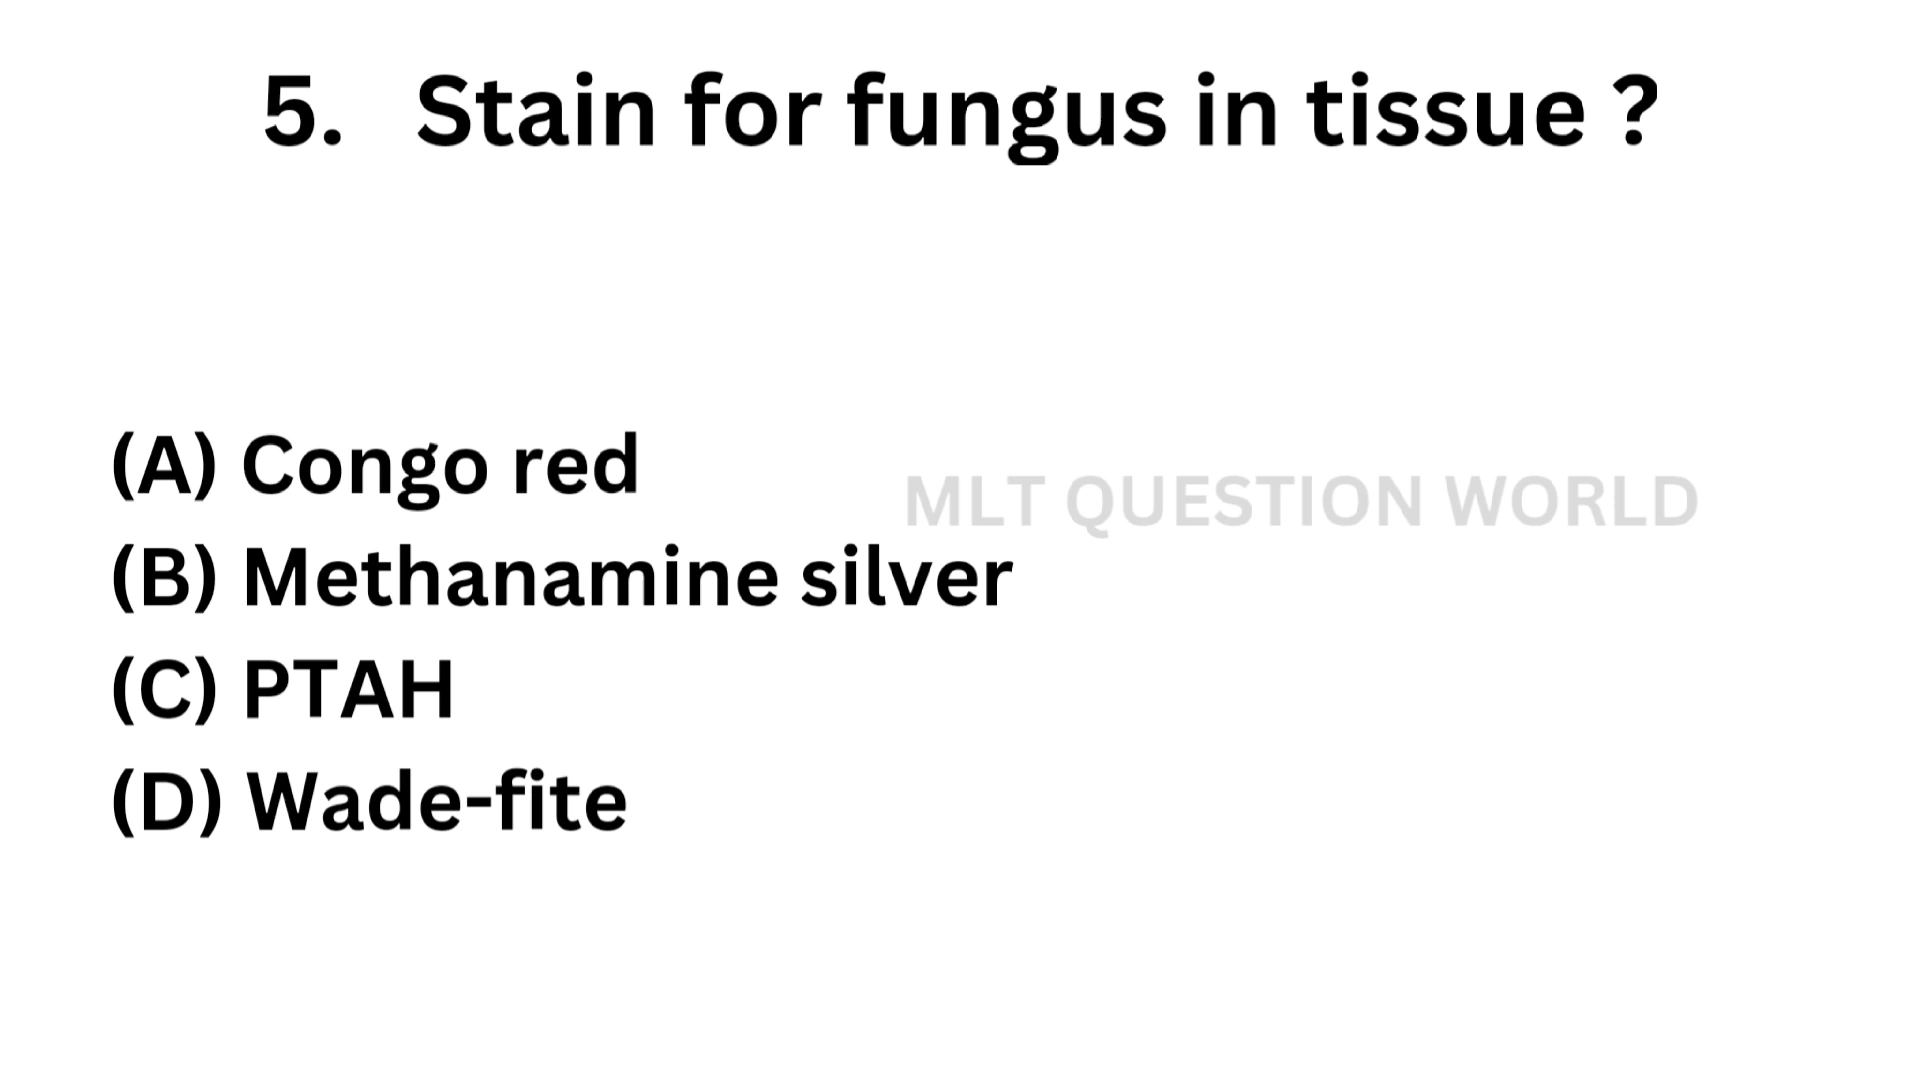 5. Stain for fungus in tissue ?
(A) Congo red
MLT QUESTION WORLD
(B) Methanamine silver
(C) PTAH
(D) Wade-fite